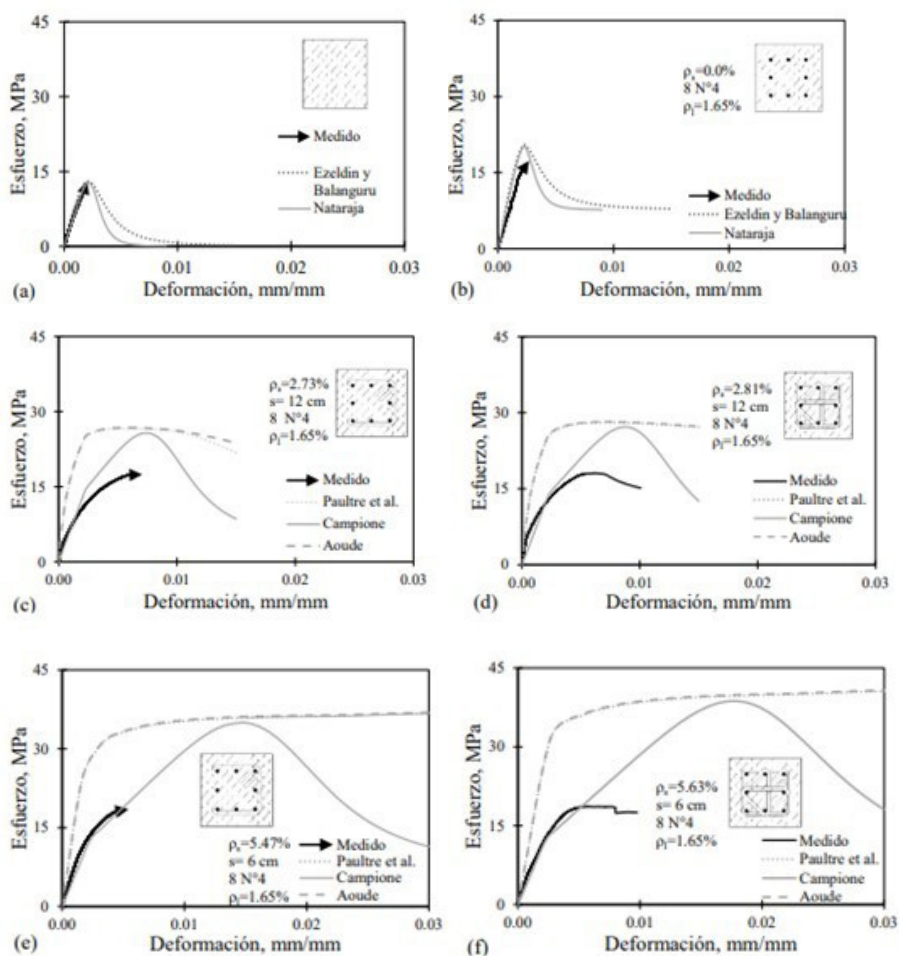 45
30
15
0
Esfuerzo, MPa
Medido
Ezeldin y
Balanguru
Nataraja
0.00
0.01
0.02
0.03
(a)
Deformación, mm/mm
45
30
15
0
Esfuerzo, MPa
ρs=0.0%
8 N°4
ρl=1.65%
Medido
Ezeldin y Balanguru
Nataraja
0.00
0.01
0.02
0.03
(b)
Deformación, mm/mm
45
30
15
0
Esfuerzo, MPa
ρs=2.73%
s= 12 cm
8 N°4
ρl=1.65%
Medido
Paultre et al.
Campione
Aoude
0.00
0.01
0.02
0.03
(c)
Deformación, mm/mm
45
30
15
0
Esfuerzo, MPa
ρs=2.81%
s= 12 cm
8 N°4
ρl=1.65%
Medido
Paultre et al.
Campione
Aoude
0.00
0.01
0.02
0.03
(d)
Deformación, mm/mm
45
30
15
0
Esfuerzo, MPa
ρs=5.47%
s= 6 cm
8 N°4
ρl=1.65%
Medido
Paultre et al.
Campione
Aoude
0.00
0.01
0.02
0.03
(e)
Deformación, mm/mm
45
30
15
0
Esfuerzo, MPa
ρs=5.63%
s= 6 cm
8 N°4
ρl=1.65%
Medido
Paultre et al.
Campione
Aoude
0.00
0.01
0.02
0.03
(f)
Deformación, mm/mm